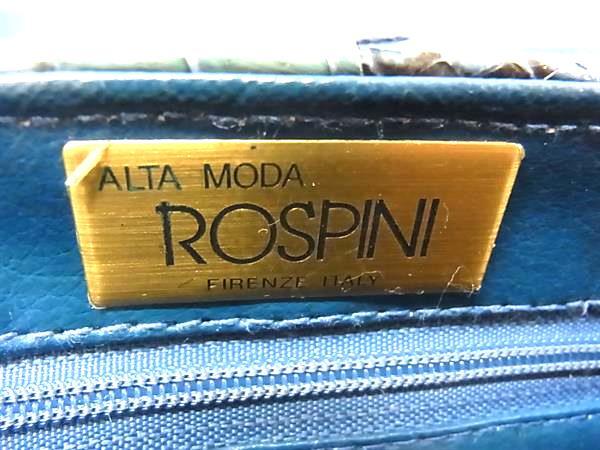 ALTA MODA
ROSPINI
FIRENZE ITALY